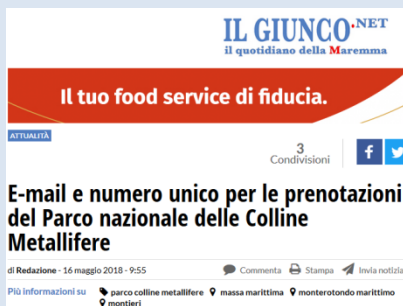 IL GIUNCO.NET
il quotidiano della Maremma
Il tuo food service di fiducia.
ATTUALITÀ
3
Condivisioni
E-mail e numero unico per le prenotazioni
del Parco nazionale delle Colline
Metallifere
di Redazione - 16 maggio 2018 - 9:55
Commenta
Stampa
Invia notizia
Più informazioni su
parco colline metallifere
massa marittima
monterotondo marittimo
montieri